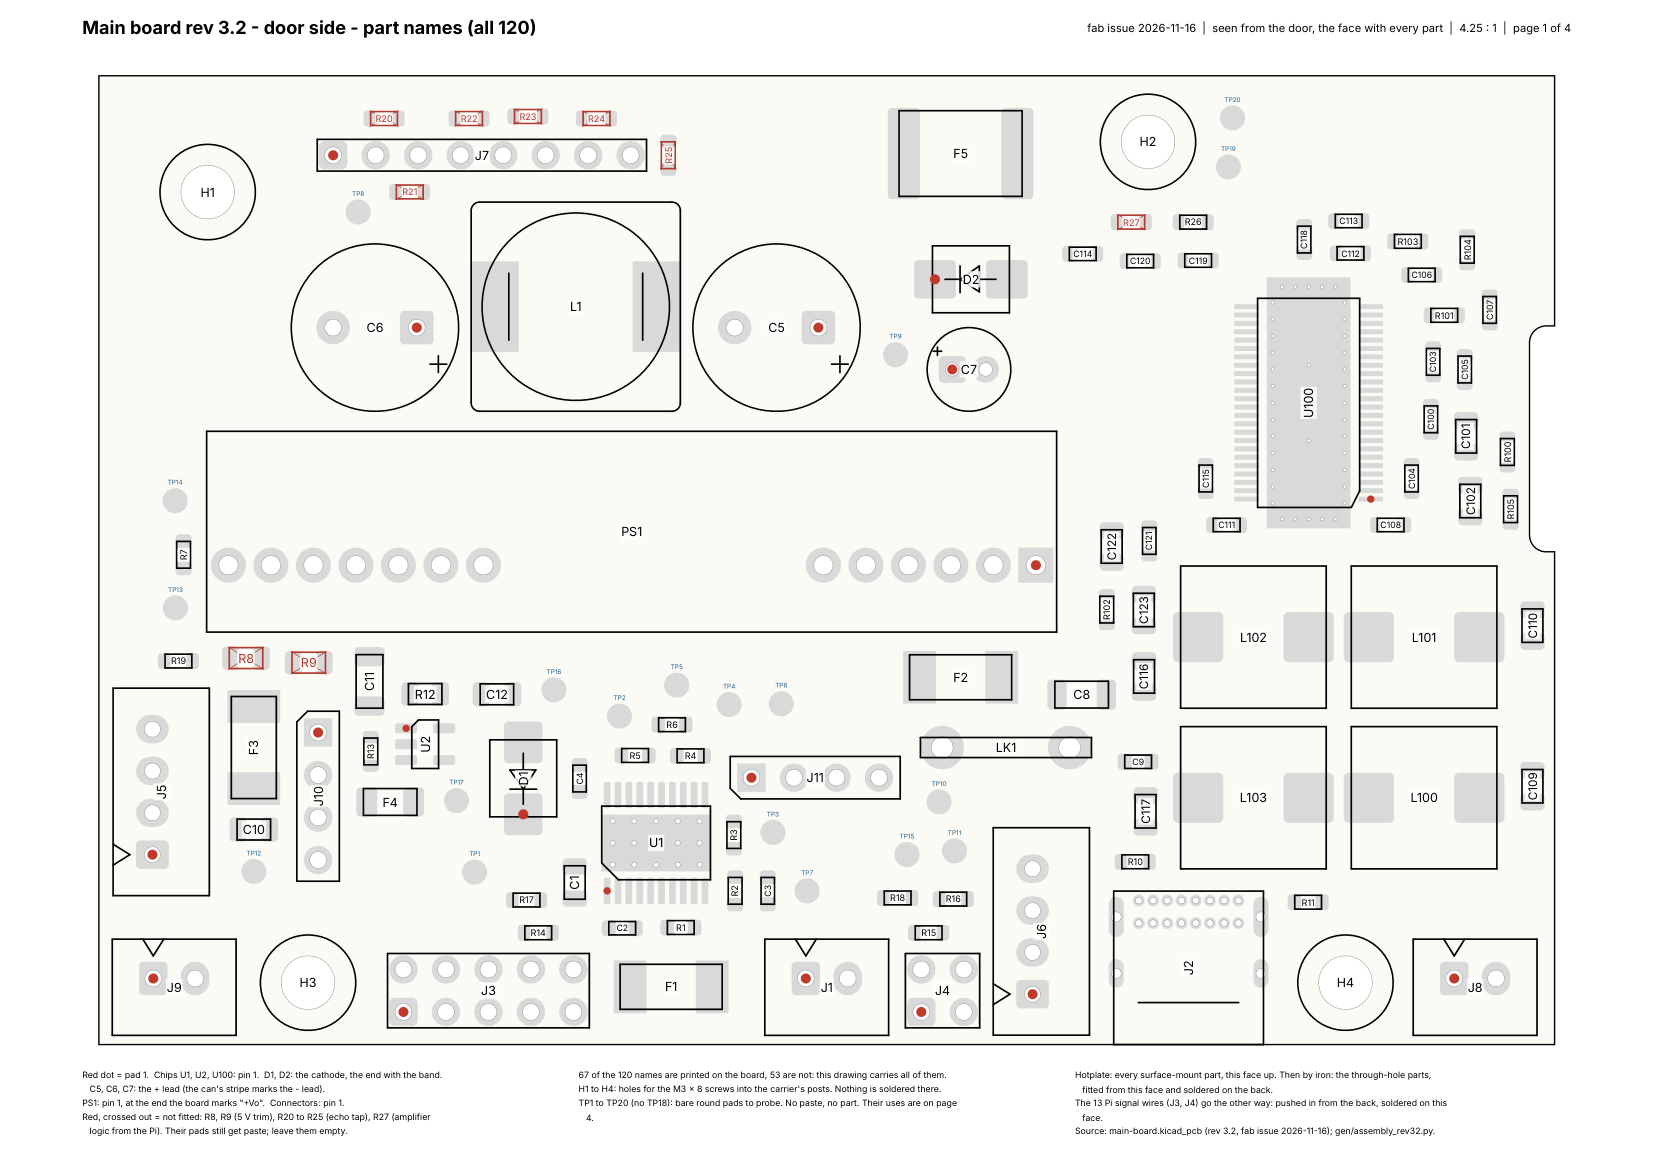 Main board rev 3.2 - door side - part names (all 120)
fab issue 2026-11-16 | seen from the door, the face with every part | 4.25 : 1 | page 1 of 4
TP20
R20
R22
R23
R24
H2
J7
F5
R25
TP19
H1
R21
TP8
R27
R26
C113
C118
R103
R104
C114
C120
C119
C112
C106
D2
L1
C6
C5
C107
R101
TP9
C7
C103
C105
U100
C100
C101
R100
TP14
C115
C104
C102
R105
PS1
C111
C108
R7
C122
C121
TP13
R102
C123
L102
L101
C110
R19
R8
R9
C11
TP16
TP5
F2
C116
R12
C12
TP2
TP4
TP6
C8
R6
F3
R13
U2
R5
R4
LK1
C9
J5
J10
TP17
D1
C4
J11
TP10
L103
L100
C109
F4
C117
C10
TP3
R3
U1
TP15
TP11
TP12
TP1
R10
C1
R2
C3
TP7
R17
R18
R16
R11
R14
C2
R1
R15
J6
J9
H3
J3
F1
J1
J4
J2
H4
J8
Red dot = pad 1. Chips U1, U2, U100: pin 1. D1, D2: the cathode, the end with the band.
C5, C6, C7: the + lead (the can's stripe marks the - lead).
PS1: pin 1, at the end the board marks "+Vo". Connectors: pin 1.
Red, crossed out = not fitted: R8, R9 (5 V trim), R20 to R25 (echo tap), R27 (amplifier
logic from the Pi). Their pads still get paste; leave them empty.
67 of the 120 names are printed on the board, 53 are not: this drawing carries all of them.
H1 to H4: holes for the M3 × 8 screws into the carrier's posts. Nothing is soldered there.
TP1 to TP20 (no TP18): bare round pads to probe. No paste, no part. Their uses are on page
4.
Hotplate: every surface-mount part, this face up. Then by iron: the through-hole parts,
fitted from this face and soldered on the back.
The 13 Pi signal wires (J3, J4) go the other way: pushed in from the back, soldered on this
face.
Source: main-board.kicad_pcb (rev 3.2, fab issue 2026-11-16); gen/assembly_rev32.py.